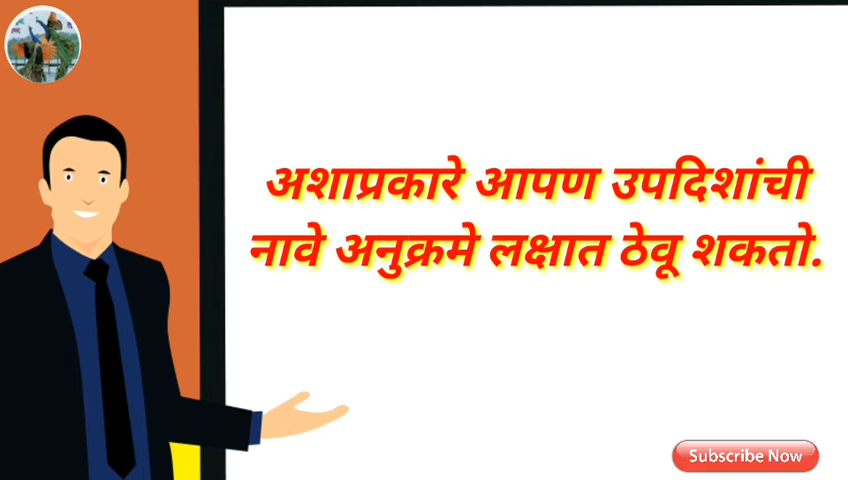 अशाप्रकारे आपण उपदिशांची
नावे अनुक्रमे लक्षात ठेवू शकतो.
Subscribe Now